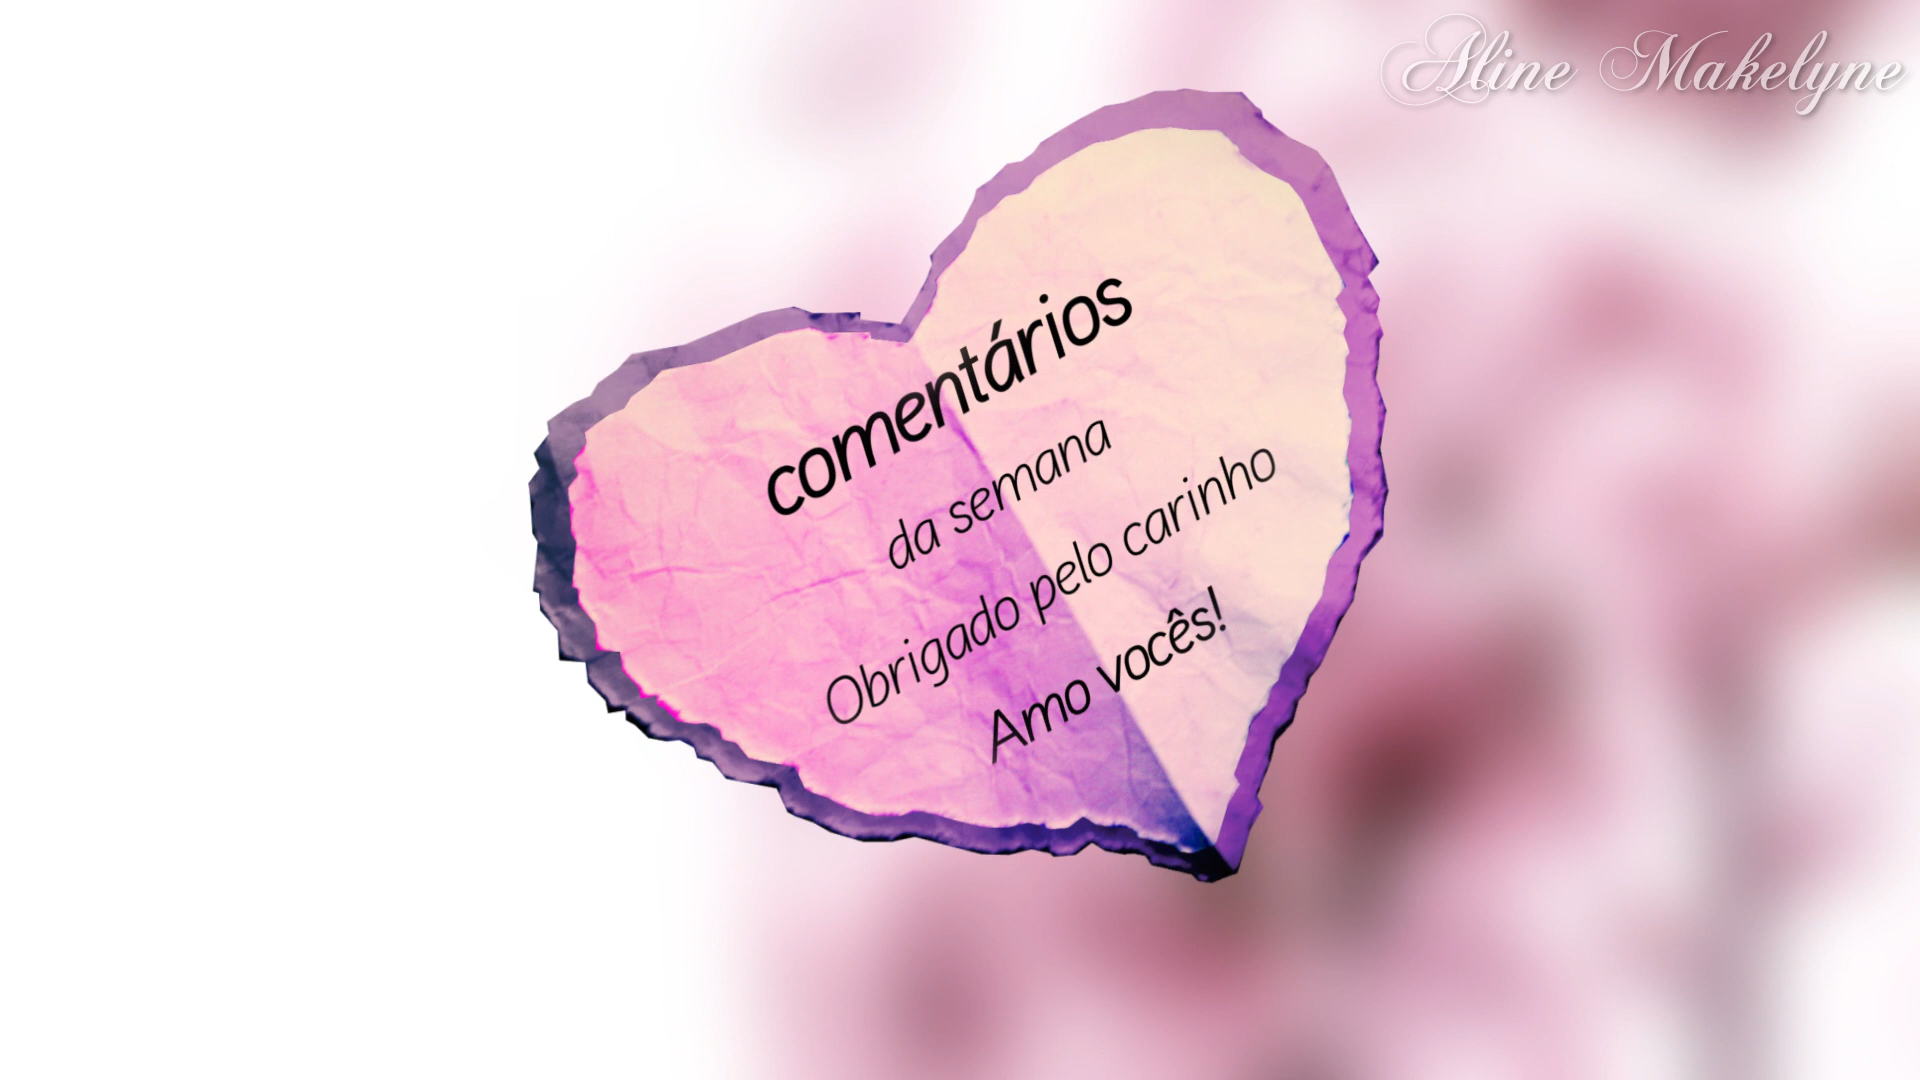 Aline Makelyne
comentários
da semana
Obrigado pelo carinho
Amo vocês!